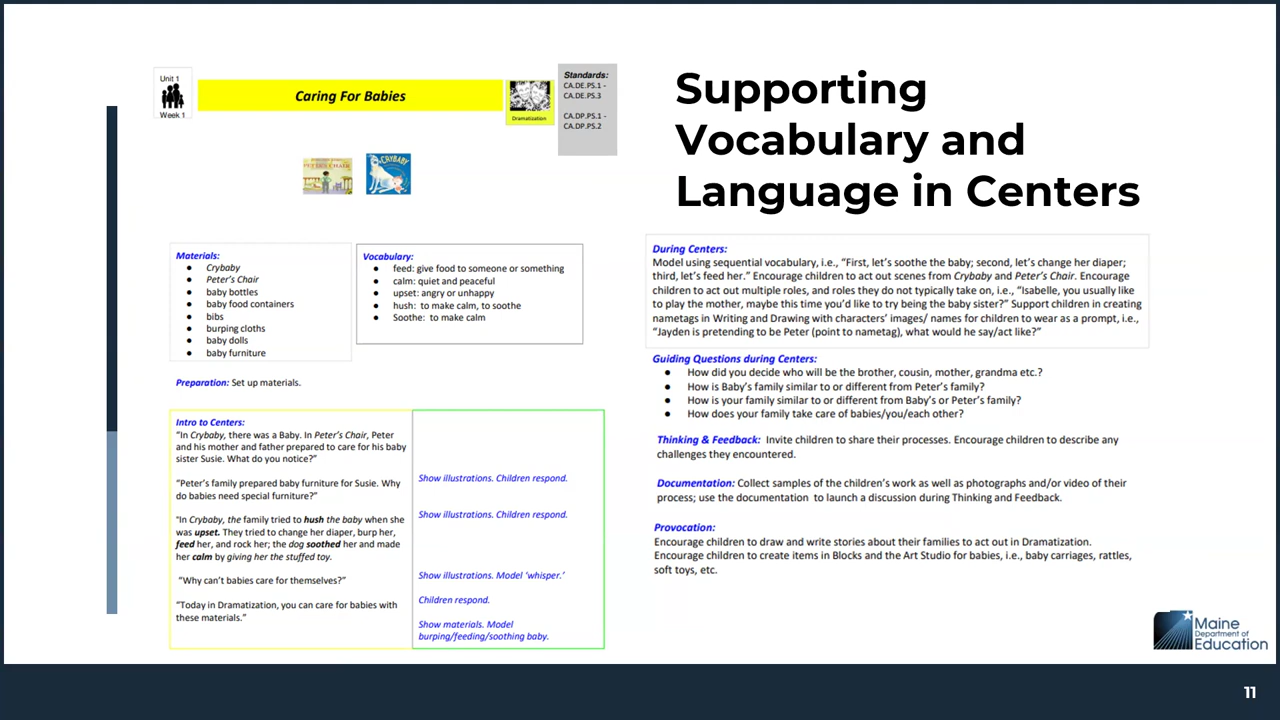 Unit 1
Week 1
Caring For Babies
Dramatization
Standards:
CA.DE.PS.1 -
CA.DE.PS.3
CA.DP.PS.1 -
CA.DP.PS.2
PETER'S CHAIR
CRYBABY
Supporting
Vocabulary and
Language in Centers
Materials:
● Crybaby
● Peter's Chair
● baby bottles
● baby food containers
● bibs
● burping cloths
● baby dolls
● baby furniture
Vocabulary:
● feed: give food to someone or something
● calm: quiet and peaceful
● upset: angry or unhappy
● hush: to make calm, to soothe
● Soothe: to make calm
Preparation: Set up materials.
Intro to Centers:
“In Crybaby, there was a Baby. In Peter's Chair, Peter
and his mother and father prepared to care for his baby
sister Susie. What do you notice?”
“Peter's family prepared baby furniture for Susie. Why
do babies need special furniture?”
“In Crybaby, the family tried to hush the baby when she
was upset. They tried to change her diaper, burp her,
feed her, and rock her; the dog soothed her and made
her calm by giving her the stuffed toy.
“Why can't babies care for themselves?”
“Today in Dramatization, you can care for babies with
these materials.”
Show illustrations. Children respond.
Show illustrations. Children respond.
Show illustrations. Model ‘whisper.’
Children respond.
Show materials. Model
burping/feeding/soothing baby.
During Centers:
Model using sequential vocabulary, i.e., “First, let's soothe the baby; second, let's change her diaper;
third, let's feed her.” Encourage children to act out scenes from Crybaby and Peter's Chair. Encourage
children to act out multiple roles, and roles they do not typically take on, i.e., “Isabelle, you usually like
to play the mother, maybe this time you'd like to try being the baby sister?” Support children in creating
nametags in Writing and Drawing with characters' images/ names for children to wear as a prompt, i.e.,
“Jayden is pretending to be Peter (point to nametag), what would he say/act like?”
Guiding Questions during Centers:
● How did you decide who will be the brother, cousin, mother, grandma etc.?
● How is Baby's family similar to or different from Peter's family?
● How is your family similar to or different from Baby's or Peter's family?
● How does your family take care of babies/you/each other?
Thinking & Feedback: Invite children to share their processes. Encourage children to describe any
challenges they encountered.
Documentation: Collect samples of the children's work as well as photographs and/or video of their
process; use the documentation to launch a discussion during Thinking and Feedback.
Provocation:
Encourage children to draw and write stories about their families to act out in Dramatization.
Encourage children to create items in Blocks and the Art Studio for babies, i.e., baby carriages, rattles,
soft toys, etc.
Maine
Department of
Education
11